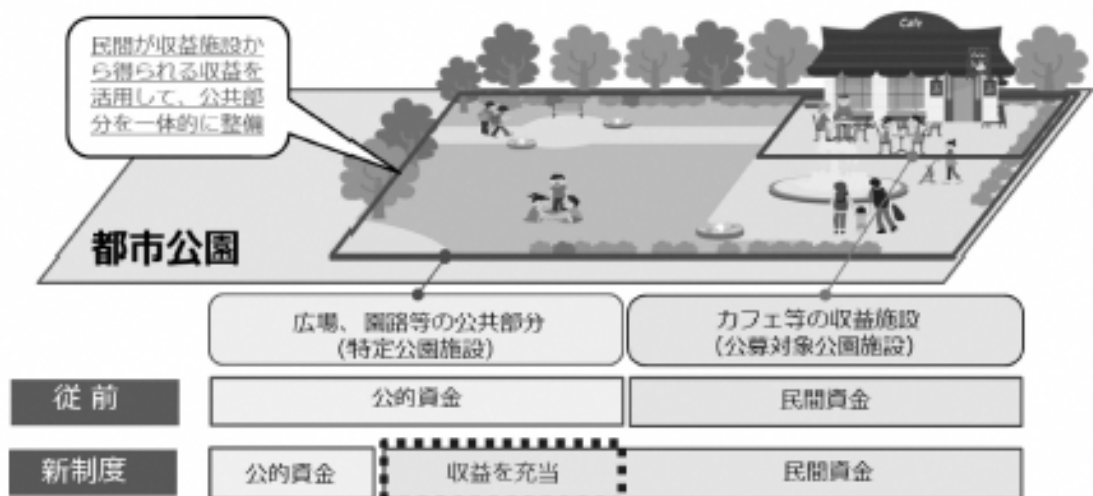 民間が収益施設か
ら得られる収益を
活用して、公共部
分を一体的に整備
Cafe
都市公園
広場、園路等の公共部分
(特定公園施設)
カフェ等の収益施設
(公募対象公園施設)
従前
公的資金
民間資金
新制度
公的資金
収益を充当
民間資金